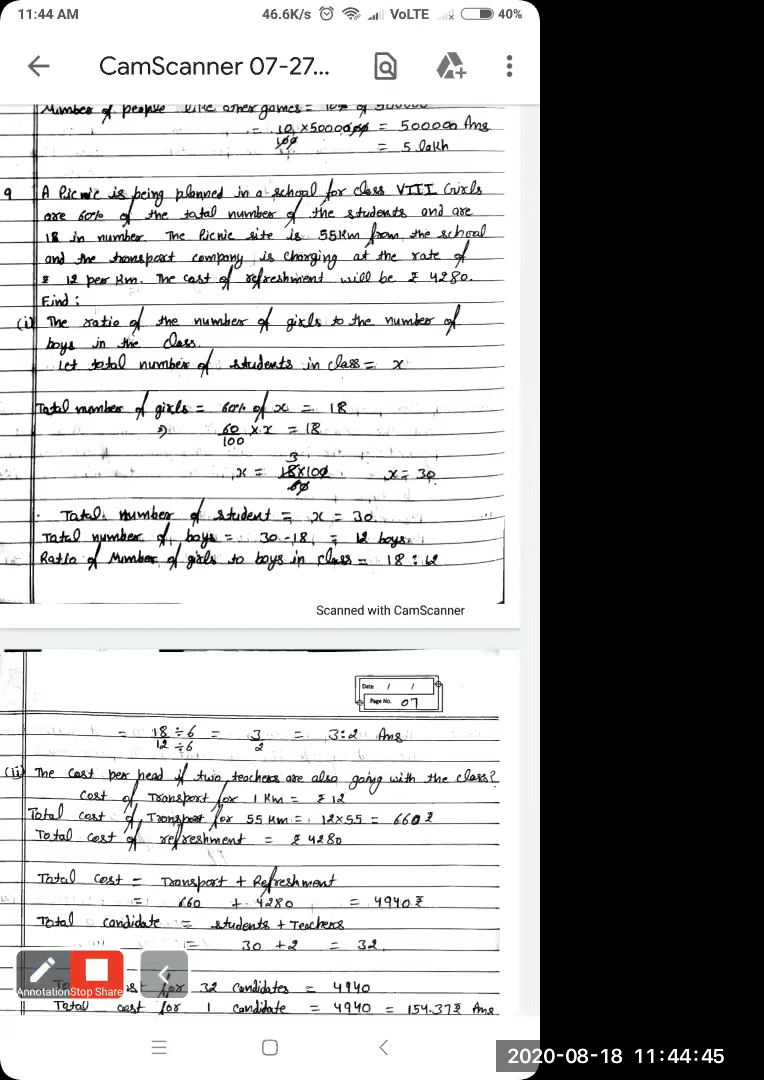 11:44 AM 46.6K/s VoLTE 40%
CamScanner 07-27...
Number of people like other games = 10% of 500000
= 10/100 × 5000000 = 500000 Ans
= 5 lakh
9 A Picnic is being planned in a school for class VIII Girls
are 60% of the total number of the students and are
18 in number. The Picnic site is 55Km from the school
and the transport company is charging at the rate of
₹ 12 per Km. The cost of refreshment will be ₹ 4280.
Find :
(i) The ratio of the number of girls to the number of
boys in the class.
Let total number of students in class = x
Total number of girls = 60% of x = 18
⇒ 60/100 × x = 18
3
x = 18×100/60 x = 30
Total number of student = x = 30
Total number of boys = 30-18 = 12 boys.
Ratio of Number of girls to boys in class = 18 : 12
Scanned with CamScanner
Date / /
Page No. 07
= 18 ÷ 6 / 12 ÷ 6 = 3/2 = 3:2 Ans
(ii) The cost per head if two teachers are also going with the class?
Cost of Transport for 1 Km = ₹ 12
Total cost of Transport for 55 Km = 12×55 = 660 ₹
Total cost of refreshment = ₹ 4280
Total cost = Transport + Refreshment
= 660 + 4280 = 4940 ₹
Total candidate = students + Teachers
= 30 + 2 = 32
for 32 candidates = 4940
Annotation Stop Share
Total cost for 1 candidate = 4940 = 154.37₹ Ans
2020-08-18 11:44:45